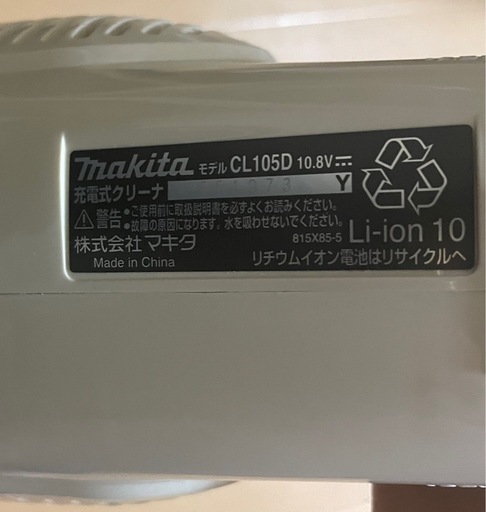 makita モデル CL105D 10.8V
充電式クリーナ Y
警告 ●ご使用前に取扱説明書を必ずよくお読みください。
●故障の原因になります。水を吸わせないでください。
株式会社マキタ 815X85-5 Li-ion 10
Made in China リチウムイオン電池はリサイクルへ